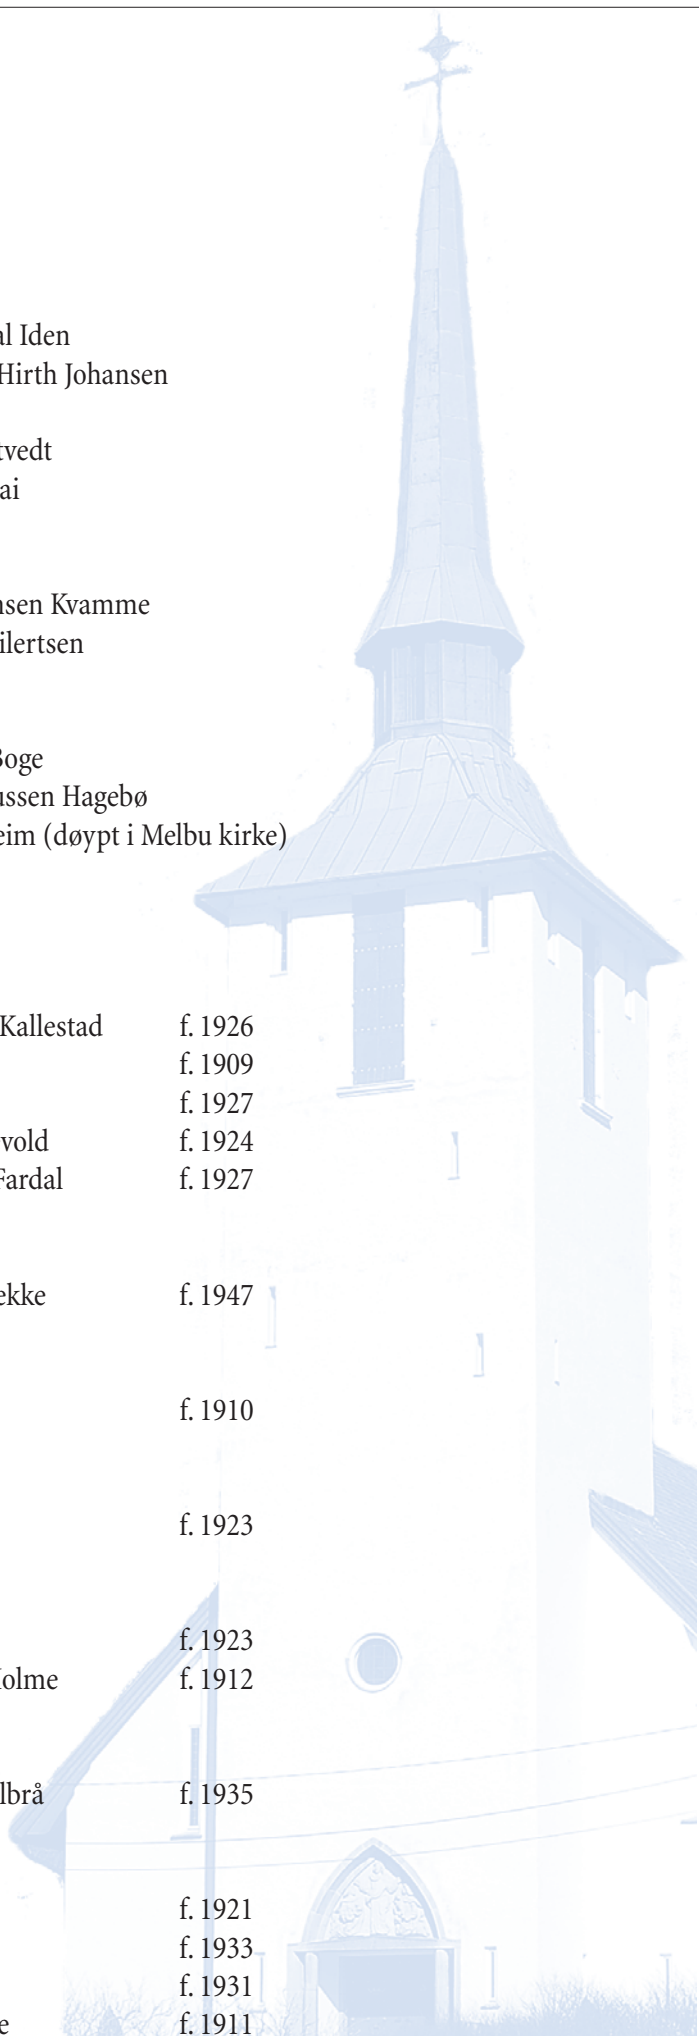 al Iden
Hirth Johansen
tvedt
ai
nsen Kvamme
ilertsen
Boge
ussen Hagebø
eim (døypt i Melbu kirke)
Kallestad f. 1926
f. 1909
f. 1927
vold f. 1924
Fardal f. 1927
ekke f. 1947
f. 1910
f. 1923
f. 1923
Holme f. 1912
lbrå f. 1935
f. 1921
f. 1933
f. 1931
e f. 1911